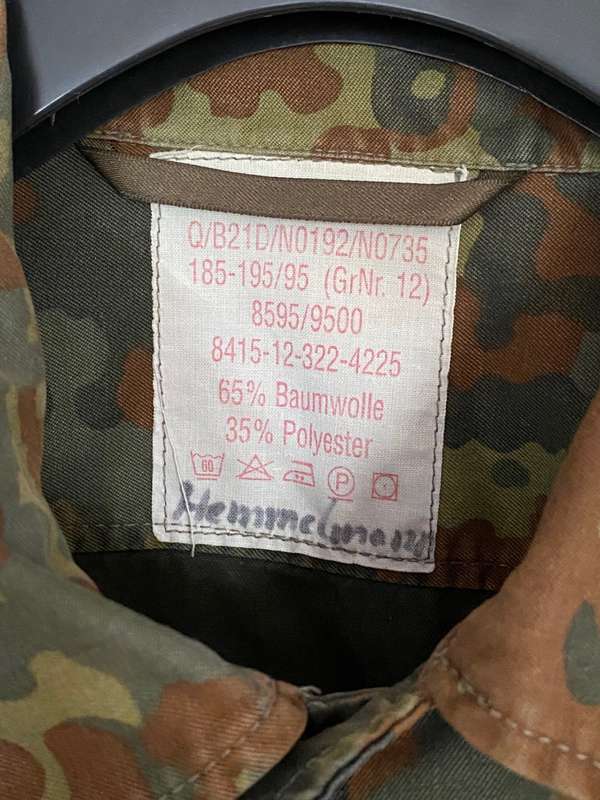 Q/B21D/N0192/N0735
185-195/95 (GrNr. 12)
8595/9500
8415-12-322-4225
65% Baumwolle
35% Polyester
60 P
Hemmelmann